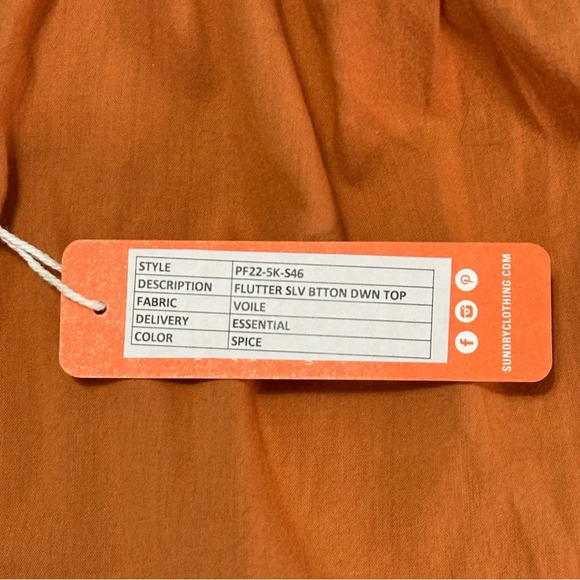 STYLE PF22-5K-S46
DESCRIPTION FLUTTER SLV BTTON DWN TOP
FABRIC VOILE
DELIVERY ESSENTIAL
COLOR SPICE
SUNDRYCLOTHING.COM